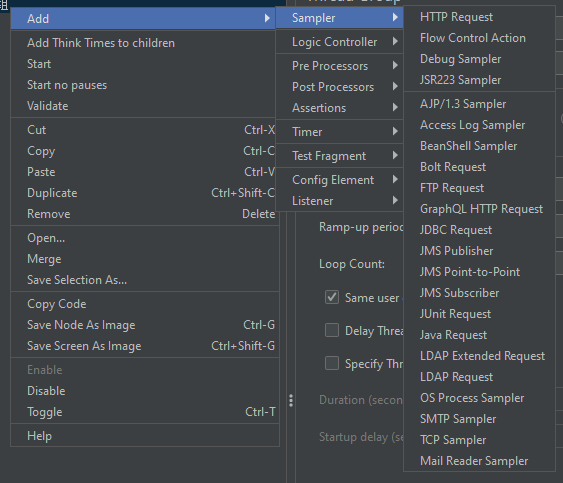 组
Add
Add Think Times to children
Start
Start no pauses
Validate
Cut Ctrl-X
Copy Ctrl-C
Paste Ctrl-V
Duplicate Ctrl+Shift-C
Remove Delete
Open...
Merge
Save Selection As...
Copy Code
Save Node As Image Ctrl-G
Save Screen As Image Ctrl+Shift-G
Enable
Disable
Toggle Ctrl-T
Help
Sampler
Logic Controller
Pre Processors
Post Processors
Assertions
Timer
Test Fragment
Config Element
Listener
HTTP Request
Flow Control Action
Debug Sampler
JSR223 Sampler
AJP/1.3 Sampler
Access Log Sampler
BeanShell Sampler
Bolt Request
FTP Request
GraphQL HTTP Request
JDBC Request
JMS Publisher
JMS Point-to-Point
JMS Subscriber
JUnit Request
Java Request
LDAP Extended Request
LDAP Request
OS Process Sampler
SMTP Sampler
TCP Sampler
Mail Reader Sampler
Ramp-up perio
Loop Count:
Same user
Delay Threa
Specify Thr
Duration (secon
Startup delay (se